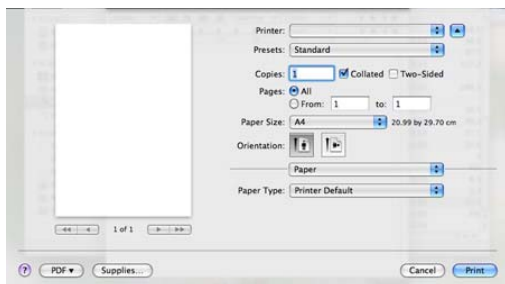 Printer:
Presets: Standard
Copies: 1 Collated Two-Sided
Pages: All
From: 1 to: 1
Paper Size: A4 20.99 by 29.70 cm
Orientation:
Paper
Paper Type: Printer Default
1 of 1
? PDF Supplies... Cancel Print